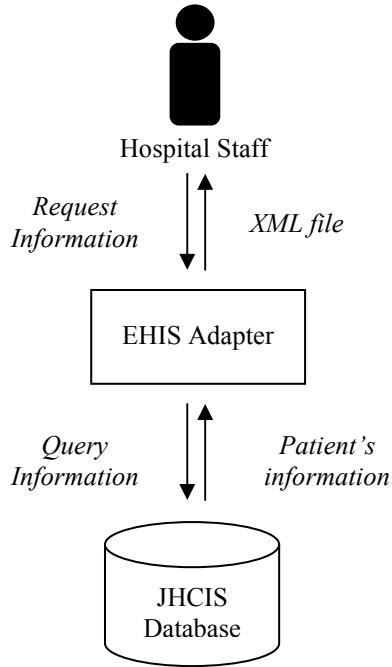 Hospital Staff
Request
Information
XML file
EHIS Adapter
Query
Information
Patient’s
information
JHCIS
Database